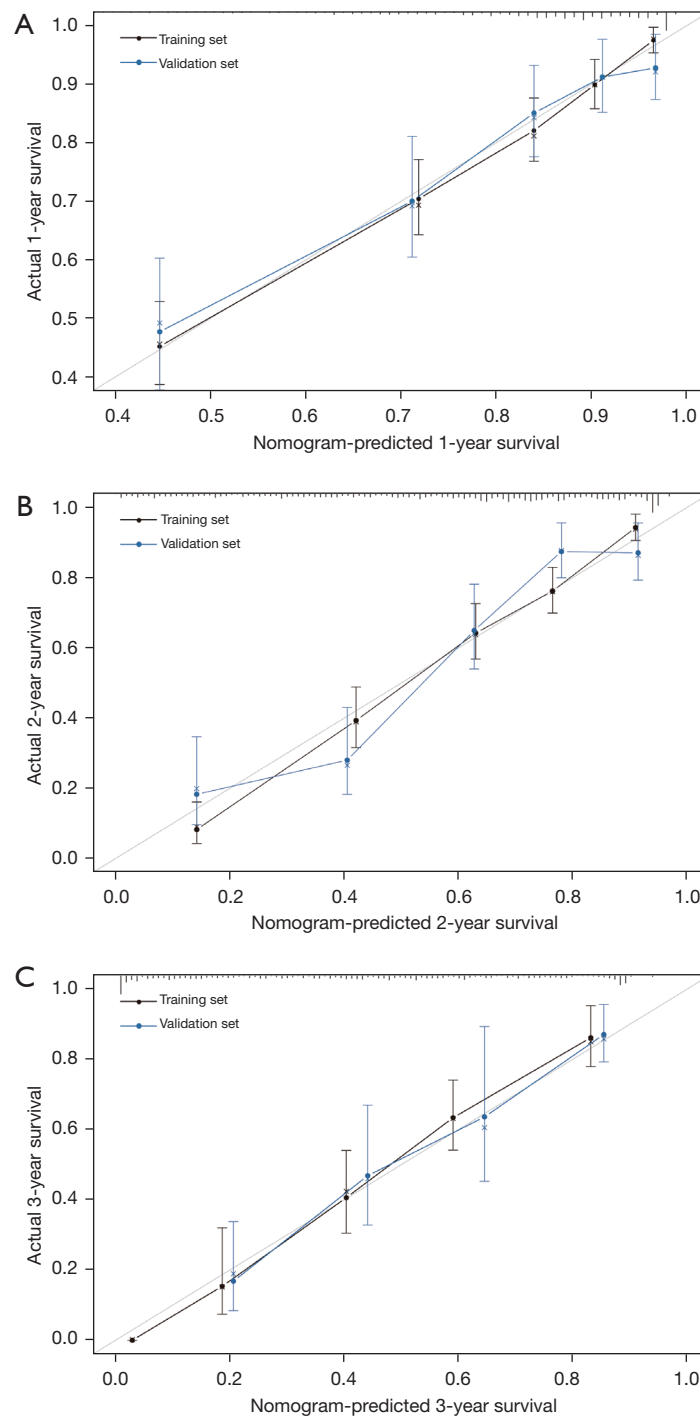 A
1.0
0.9
0.8
0.7
0.6
0.5
0.4
Actual 1-year survival
Training set
Validation set
0.4 0.5 0.6 0.7 0.8 0.9 1.0
Nomogram-predicted 1-year survival
B
1.0
0.8
0.6
0.4
0.2
0.0
Actual 2-year survival
Training set
Validation set
0.0 0.2 0.4 0.6 0.8 1.0
Nomogram-predicted 2-year survival
C
1.0
0.8
0.6
0.4
0.2
0.0
Actual 3-year survival
Training set
Validation set
0.0 0.2 0.4 0.6 0.8 1.0
Nomogram-predicted 3-year survival